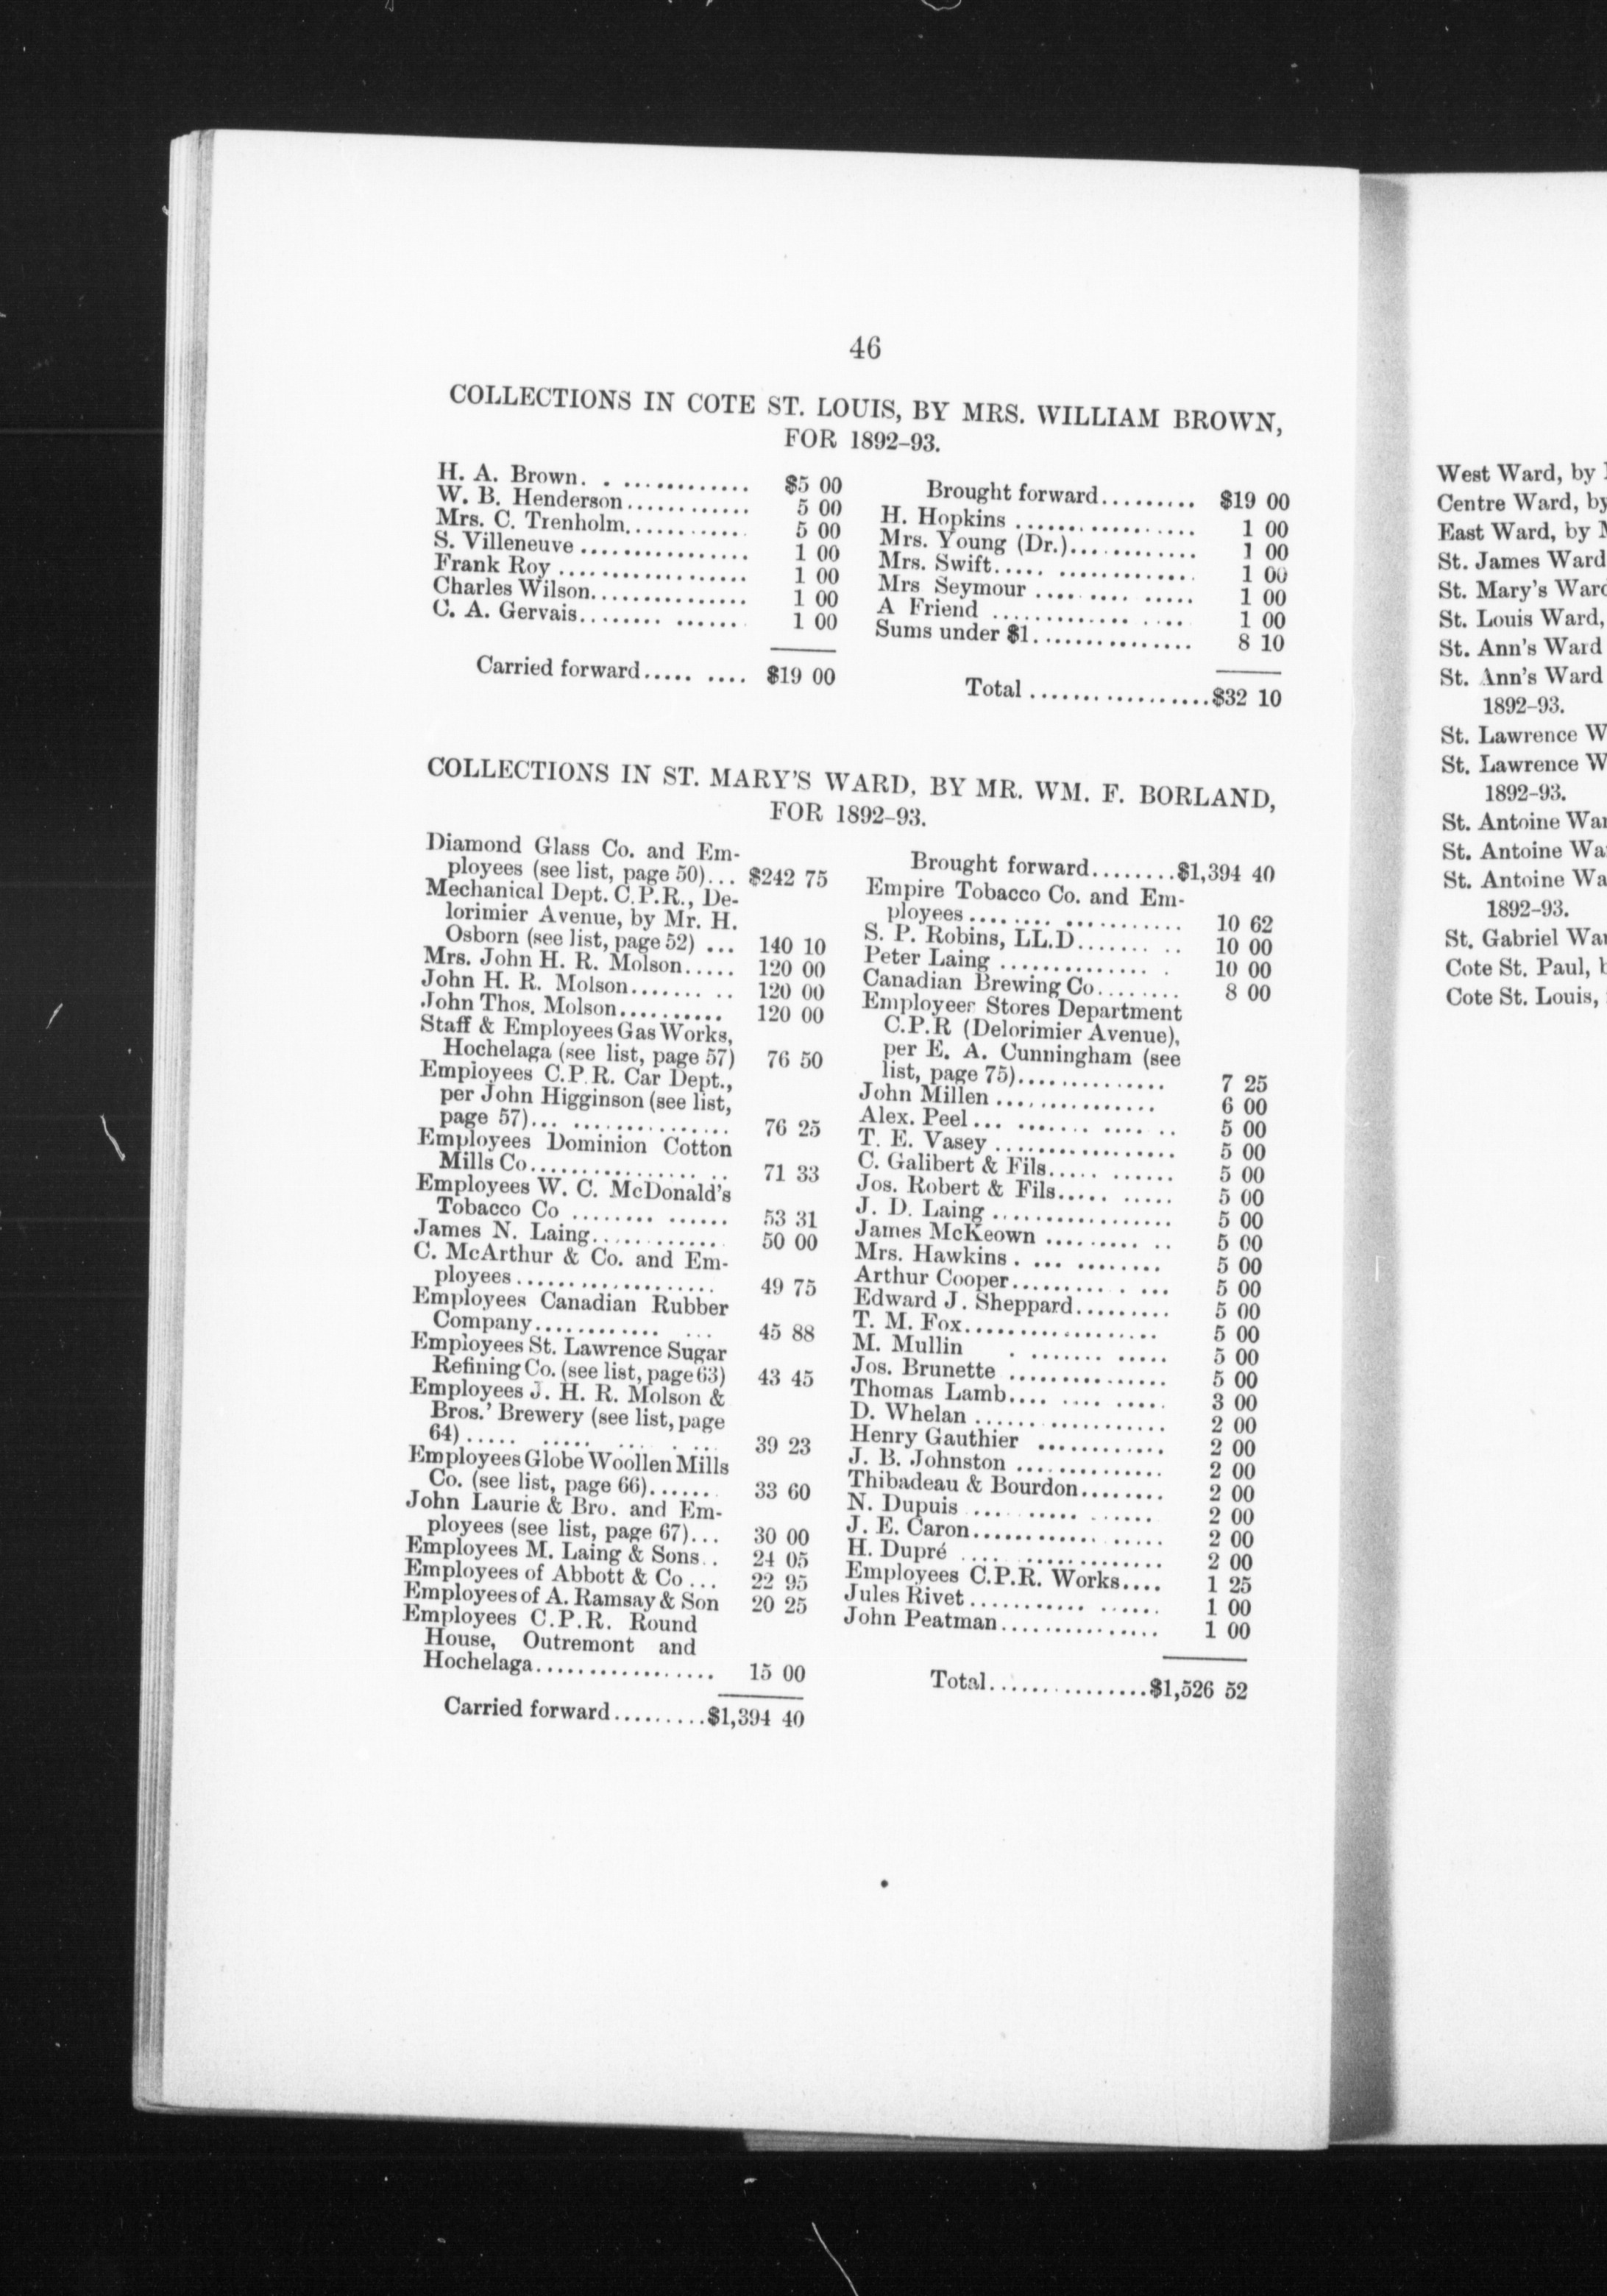 46
COLLECTIONS IN COTE ST. LOUIS, BY MRS. WILLIAM BROWN,
FOR 1892-93.
H. A. Brown. . ............. $5 00
W. B. Henderson............ 5 00
Mrs. C. Trenholm............ 5 00
S. Villeneuve ................ 1 00
Frank Roy .................. 1 00
Charles Wilson............... 1 00
C. A. Gervais........ ....... 1 00
Carried forward..... .... $19 00
Brought forward......... $19 00
H. Hopkins .................. 1 00
Mrs. Young (Dr.)............ 1 00
Mrs. Swift..... ............. 1 00
Mrs Seymour ......... ..... 1 00
A Friend .............. .... 1 00
Sums under $1............... 8 10
Total .................$32 10
COLLECTIONS IN ST. MARY'S WARD, BY MR. WM. F. BORLAND,
FOR 1892-93.
Diamond Glass Co. and Em-
ployees (see list, page 50)... $242 75
Mechanical Dept. C.P.R., De-
lorimier Avenue, by Mr. H.
Osborn (see list, page 52) ... 140 10
Mrs. John H. R. Molson..... 120 00
John H. R. Molson....... .. 120 00
John Thos. Molson.......... 120 00
Staff & Employees Gas Works,
Hochelaga (see list, page 57) 76 50
Employees C.P.R. Car Dept.,
per John Higginson (see list,
page 57)... ............... 76 25
Employees Dominion Cotton
Mills Co................. .. 71 33
Employees W. C. McDonald's
Tobacco Co ........ ...... 53 31
James N. Laing............. 50 00
C. McArthur & Co. and Em-
ployees................... 49 75
Employees Canadian Rubber
Company............ ... 45 88
Employees St. Lawrence Sugar
Refining Co. (see list, page 63) 43 45
Employees J. H. R. Molson &
Bros.' Brewery (see list, page
64)..... ..... .... . ... 39 23
Employees Globe Woollen Mills
Co. (see list, page 66)....... 33 60
John Laurie & Bro. and Em-
ployees (see list, page 67)... 30 00
Employees M. Laing & Sons.. 24 05
Employees of Abbott & Co... 22 95
Employees of A. Ramsay & Son 20 25
Employees C.P.R. Round
House, Outremont and
Hochelaga................. 15 00
Carried forward.........$1,394 40
Brought forward........$1,394 40
Empire Tobacco Co. and Em-
ployees........ ............ 10 62
S. P. Robins, LL.D....... .. 10 00
Peter Laing .............. . 10 00
Canadian Brewing Co........ 8 00
Employees Stores Department
C.P.R (Delorimier Avenue),
per E. A. Cunningham (see
list, page 75).............. 7 25
John Millen ................ 6 00
Alex. Peel... ....... .... .. 5 00
T. E. Vasey .................. 5 00
C. Galibert & Fils..... ...... 5 00
Jos. Robert & Fils..... ..... 5 00
J. D. Laing .................. 5 00
James McKeown ......... .. 5 00
Mrs. Hawkins. ... ........ 5 00
Arthur Cooper.......... . ... 5 00
Edward J. Sheppard......... 5 00
T. M. Fox................... 5 00
M. Mullin . ....... ..... 5 00
Jos. Brunette ............... 5 00
Thomas Lamb.... .... ..... 3 00
D. Whelan ................... 2 00
Henry Gauthier ............ 2 00
J. B. Johnston .............. 2 00
Thibadeau & Bourdon........ 2 00
N. Dupuis .... ..... ...... 2 00
J. E. Caron............ ..... 2 00
H. Dupré .... .............. 2 00
Employees C.P.R. Works.... 1 25
Jules Rivet........... ...... 1 00
John Peatman............... 1 00
Total...............$1,526 52
West Ward, by
Centre Ward, by
East Ward, by
St. James Ward
St. Mary's Ward
St. Louis Ward,
St. Ann's Ward
St. Ann's Ward
1892-93.
St. Lawrence W
St. Lawrence W
1892-93.
St. Antoine War
St. Antoine Wa
St. Antoine Wa
1892-93.
St. Gabriel War
Cote St. Paul, b
Cote St. Louis,